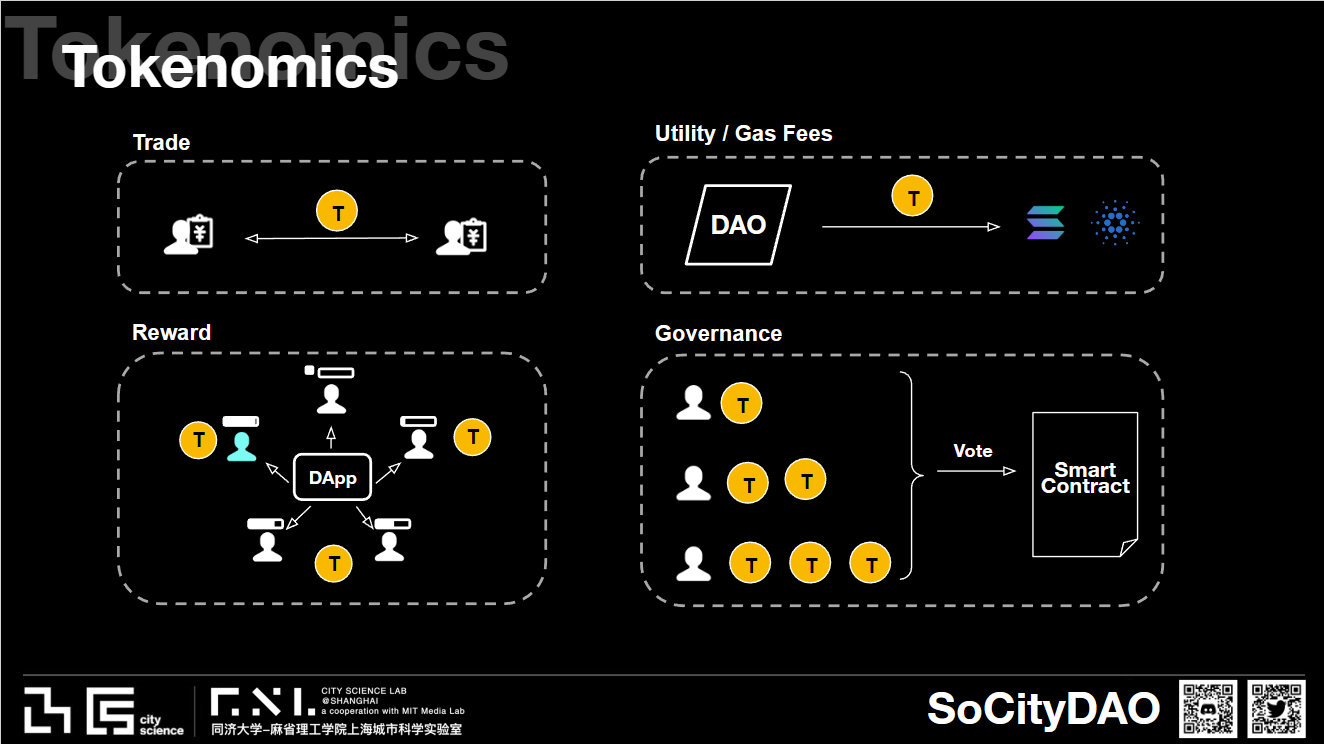 Tokenomics
Tokenomics
Trade
T
¥
¥
Utility / Gas Fees
DAO
T
Reward
T
T
DApp
T
Governance
T
T
T
T
T
T
Vote
Smart
Contract
city
science
CITY SCIENCE LAB
@SHANGHAI
a cooperation with MIT Media Lab
同济大学-麻省理工学院上海城市科学实验室
SoCityDAO